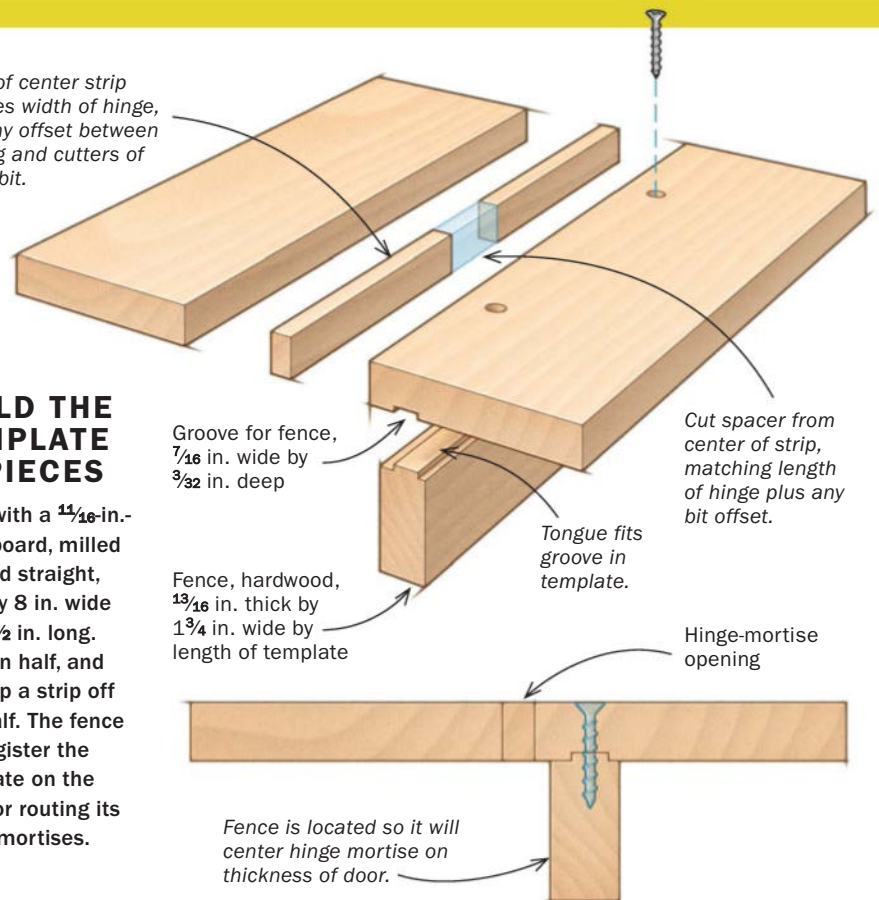 of center strip
es width of hinge,
ny offset between
g and cutters of
bit.
LD THE
MPLATE
PIECES
with a 11/16-in.-
board, milled
d straight,
y 8 in. wide
½ in. long.
n half, and
p a strip off
alf. The fence
gister the
ate on the
or routing its
mortises.
Groove for fence,
7/16 in. wide by
3/32 in. deep
Fence, hardwood,
13/16 in. thick by
1¾ in. wide by
length of template
Tongue fits
groove in
template.
Cut spacer from
center of strip,
matching length
of hinge plus any
bit offset.
Hinge-mortise
opening
Fence is located so it will
center hinge mortise on
thickness of door.